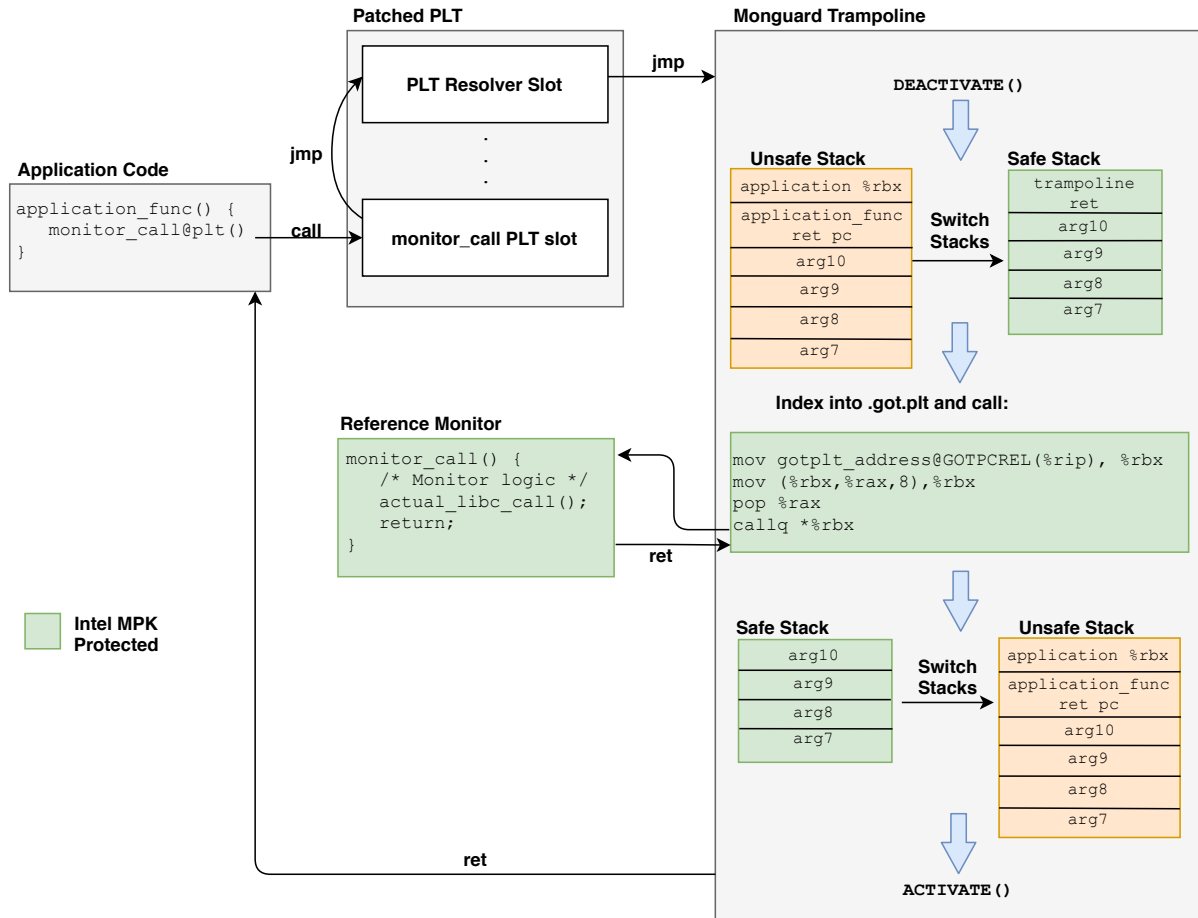 Patched PLT
PLT Resolver Slot
.
.
.
monitor_call PLT slot
jmp
jmp
Application Code
application_func() {
monitor_call@plt()
}
call
Monguard Trampoline
DEACTIVATE()
Unsafe Stack
application %rbx
application_func
ret pc
arg10
arg9
arg8
arg7
Switch
Stacks
Safe Stack
trampoline
ret
arg10
arg9
arg8
arg7
Index into .got.plt and call:
mov gotplt_address@GOTPCREL(%rip), %rbx
mov (%rbx,%rax,8),%rbx
pop %rax
callq *%rbx
Reference Monitor
monitor_call() {
/* Monitor logic */
actual_libc_call();
return;
}
ret
Intel MPK
Protected
Safe Stack
arg10
arg9
arg8
arg7
Switch
Stacks
Unsafe Stack
application %rbx
application_func
ret pc
arg10
arg9
arg8
arg7
ret
ACTIVATE()